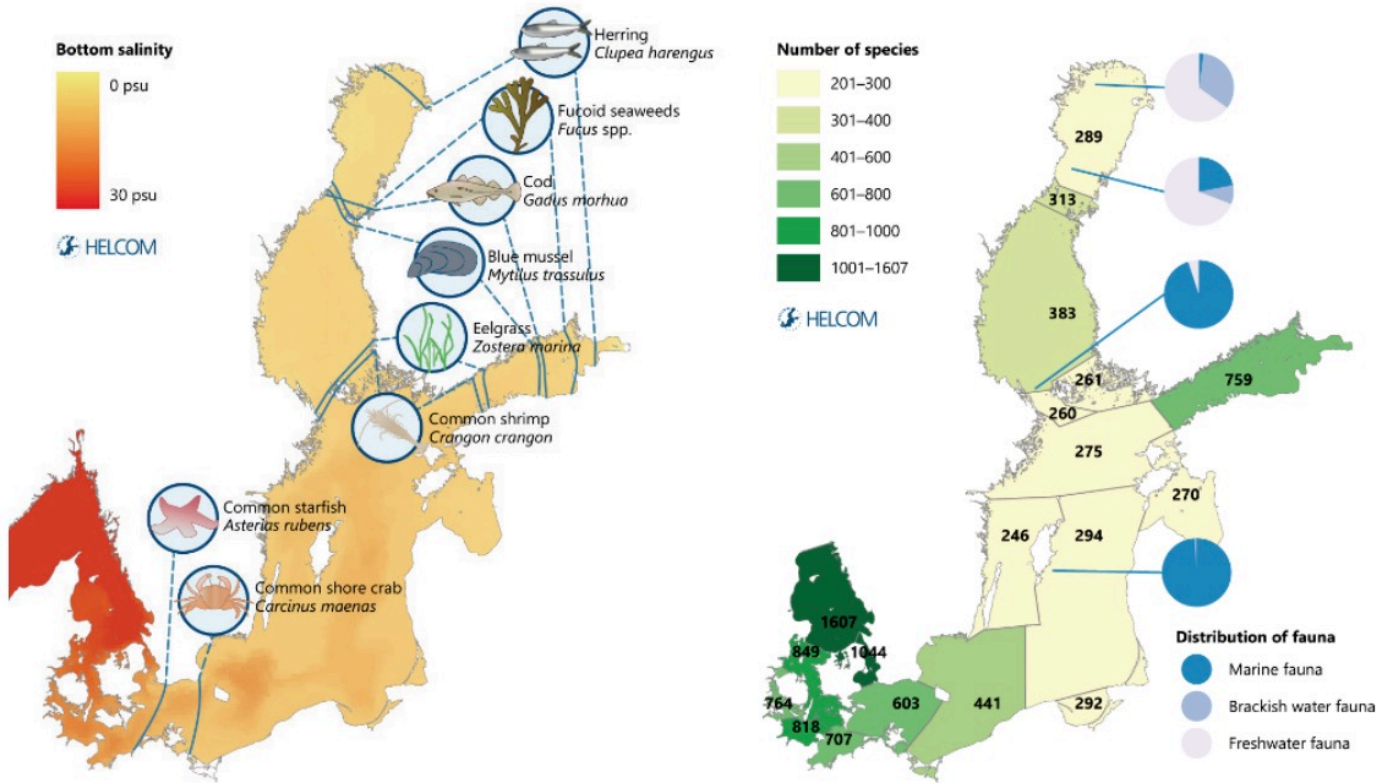 Bottom salinity
0 psu
30 psu
HELCOM
Herring
Clupea harengus
Fucoid seaweeds
Fucus spp.
Cod
Gadus morhua
Blue mussel
Mytilus trossulus
Eelgrass
Zostera marina
Common shrimp
Crangon crangon
Common starfish
Asterias rubens
Common shore crab
Carcinus maenas
Number of species
201–300
301–400
401–600
601–800
801–1000
1001–1607
HELCOM
289
313
383
261
260
759
275
270
246
294
1607
849
1044
764
818
707
603
441
292
Distribution of fauna
Marine fauna
Brackish water fauna
Freshwater fauna